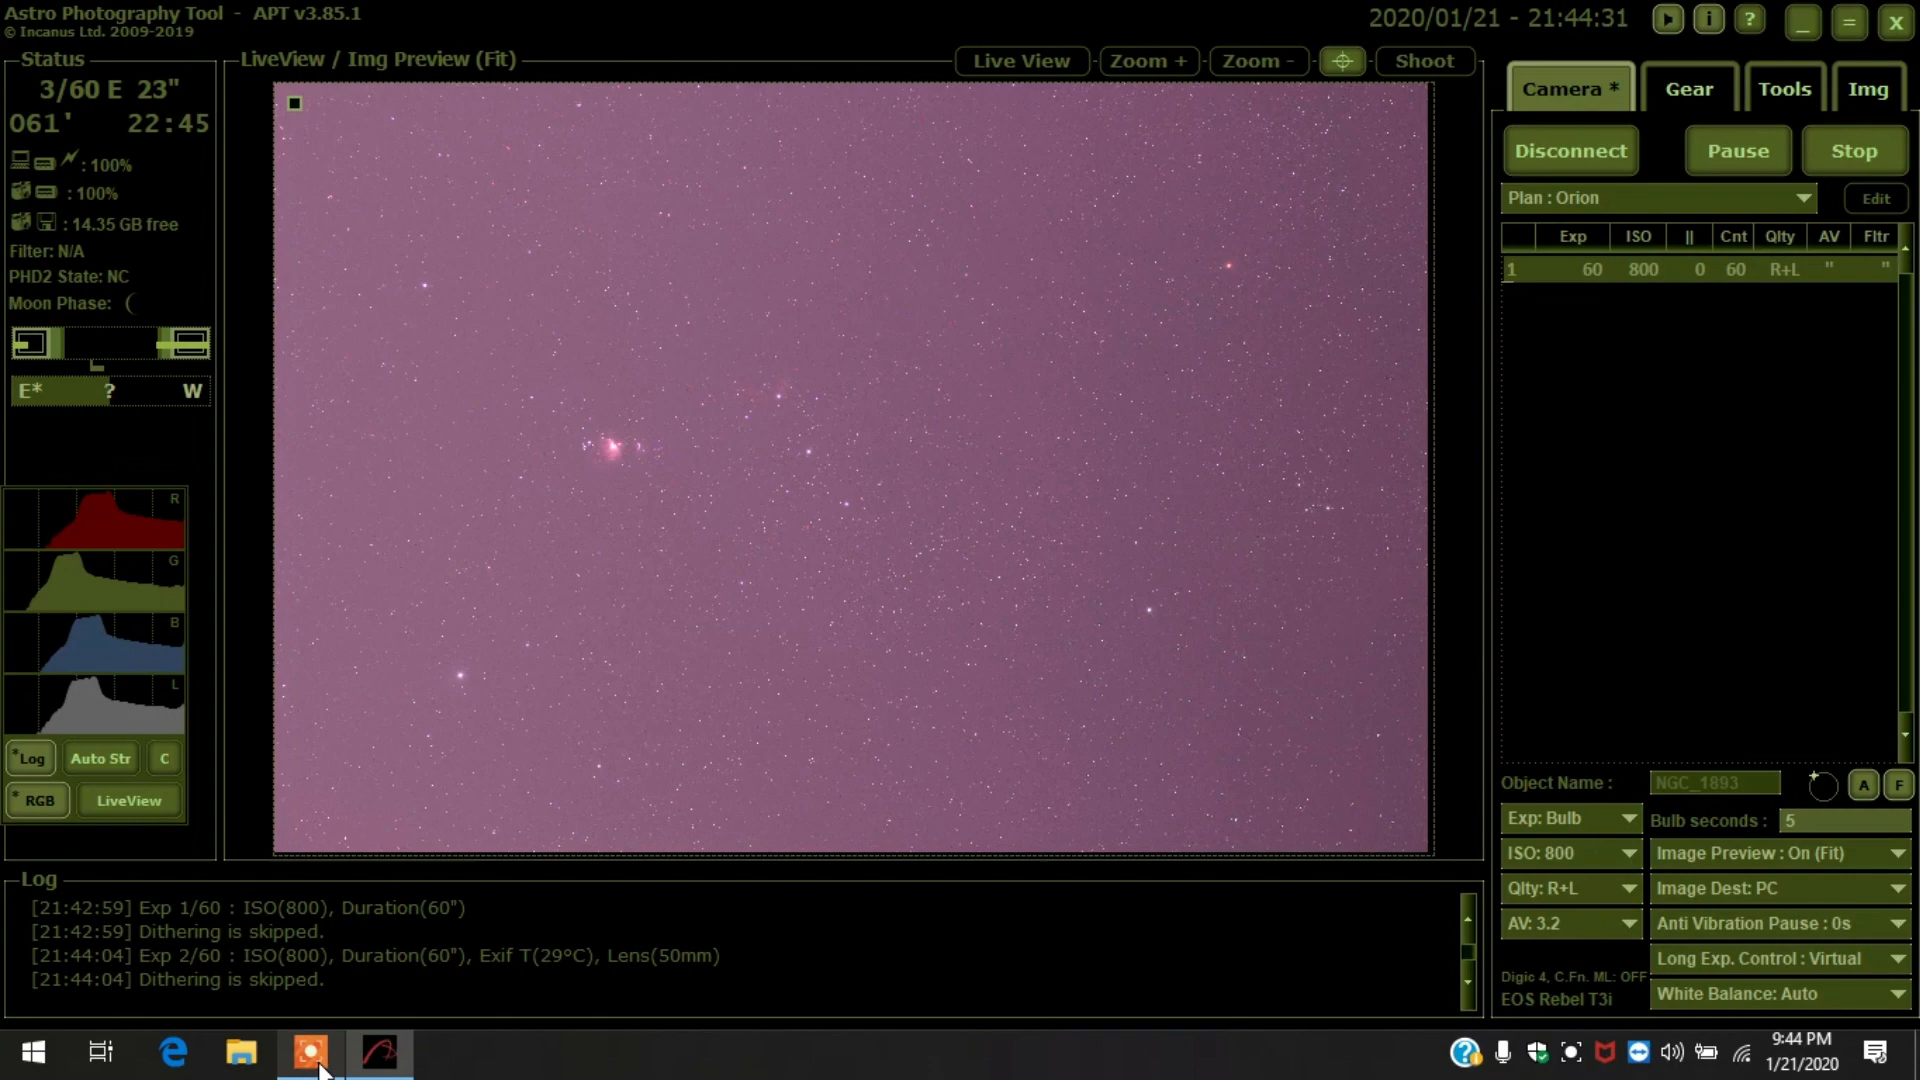 Astro Photography Tool - APT v3.85.1
© Incanus Ltd. 2009-2019
2020/01/21 - 21:44:31
i
?
_
=
X
Status
3/60 E 23"
061' 22:45
: 100%
: 100%
: 14.35 GB free
Filter: N/A
PHD2 State: NC
Moon Phase: (
E* ? W
R
G
B
L
*Log Auto Str C
* RGB LiveView
LiveView / Img Preview (Fit)
Live View Zoom + Zoom - Shoot
Camera * Gear Tools Img
Disconnect Pause Stop
Plan : Orion Edit
Exp ISO || Cnt Qlty AV Fltr
1 60 800 0 60 R+L " "
Object Name : NGC_1893 A F
Exp: Bulb Bulb seconds : 5
ISO: 800 Image Preview : On (Fit)
Qlty: R+L Image Dest: PC
AV: 3.2 Anti Vibration Pause : 0s
Long Exp. Control : Virtual
Digic 4, C.Fn. ML: OFF
EOS Rebel T3i White Balance: Auto
Log
[21:42:59] Exp 1/60 : ISO(800), Duration(60")
[21:42:59] Dithering is skipped.
[21:44:04] Exp 2/60 : ISO(800), Duration(60"), Exif T(29°C), Lens(50mm)
[21:44:04] Dithering is skipped.
9:44 PM
1/21/2020